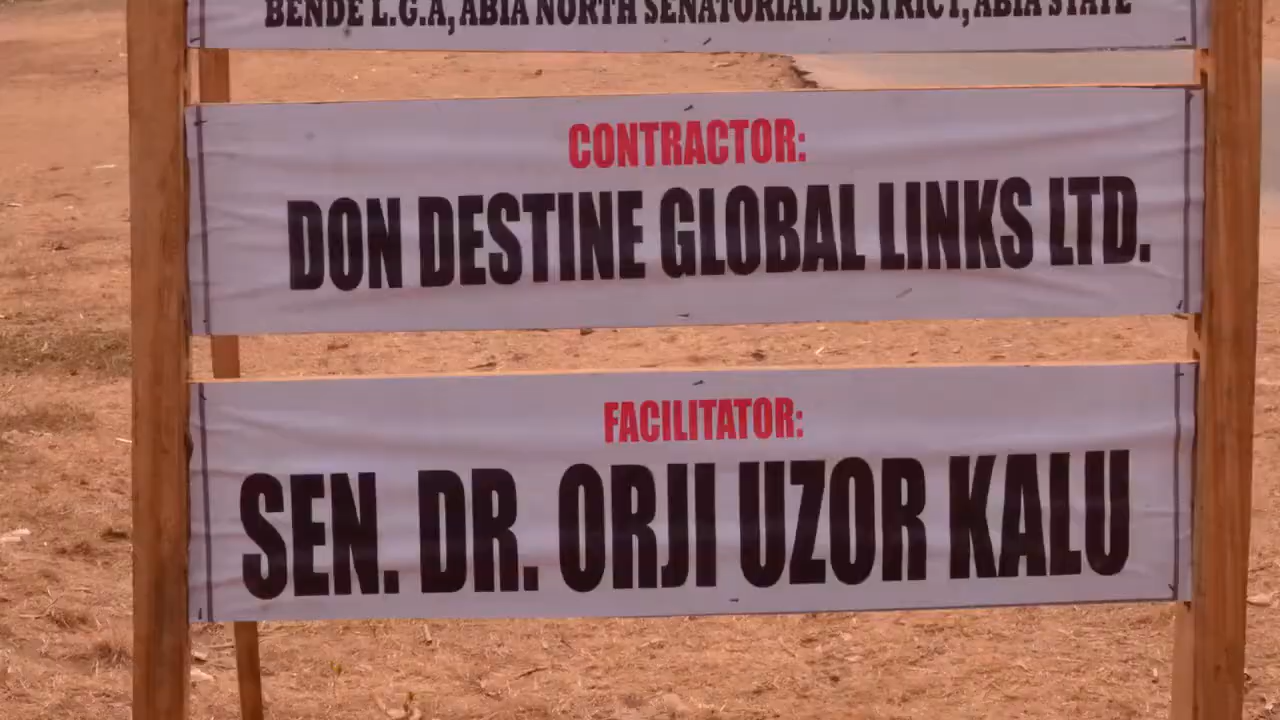 BENDE L.G.A, ABIA NORTH SENATORIAL DISTRICT, ABIA STATE
CONTRACTOR:
DON DESTINE GLOBAL LINKS LTD.
FACILITATOR:
SEN. DR. ORJI UZOR KALU